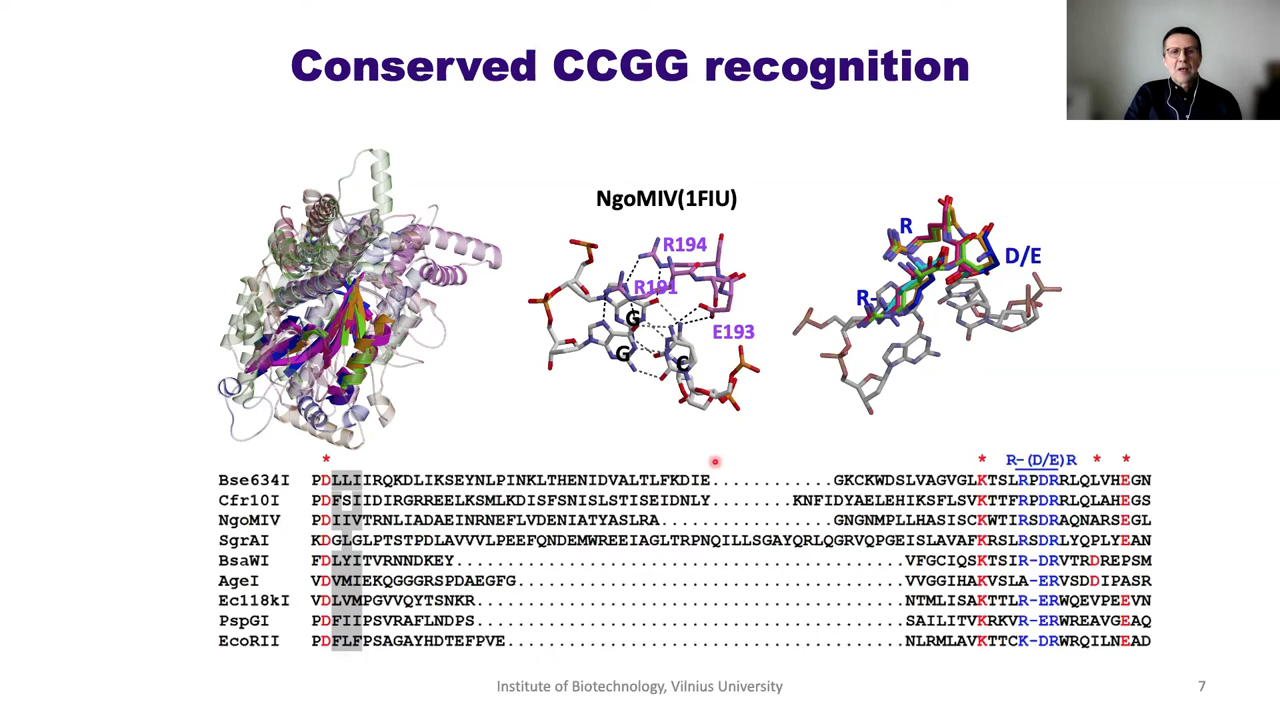 Conserved CCGG recognition
NgoMIV(1FIU)
R194
R191
E193
G
G
C
R
D/E
R-
* * R-(D/E)R * *
Bse634I PDLLIIRQKDLIKSEYNLPINKLTHENIDVALTLFKDIE............GKCKWDSLVAGVGLKTSLRPDRRLQLVHEGN
Cfr10I PDFSIIDIRGRREELKSMLKDISFSNISLSTISEIDNLY........KNFIDYAELEHIKSFLSVKTTFRPDRRLQLAHEGS
NgoMIV PDIIVTRNLIADAEINRNEFLVDENIATYASLRA.................GNGNMPLLHASISCKWTIRSDRAQNARSEGL
SgrAI KDGLGLPTSTPDLAVVVLPEEFQNDEMWREEIAGLTRPNQILLSGAYQRLQGRVQPGEISLAVAFKRSLRSDRLYQPLYEAN
BsaWI FDLYITVRNNDKEY............................................VFGCIQSKTSIR-DRVTRDREPSM
AgeI VDVMIEKQGGGRSPDAEGFG......................................VVGGIHAKVSLA-ERVSDDIPASR
Ec118kI VDLVMPGVVQYTSNKR..........................................NTMLISAKTTLR-ERWQEVPEEVN
PspGI PDFIIPSVRAFLNDPS..........................................SAILITVKRKVR-ERWREAVGEAQ
EcoRII PDFLFPSAGAYHDTEFPVE.......................................NLRMLAVKTTCK-DRWRQILNEAD
Institute of Biotechnology, Vilnius University
7